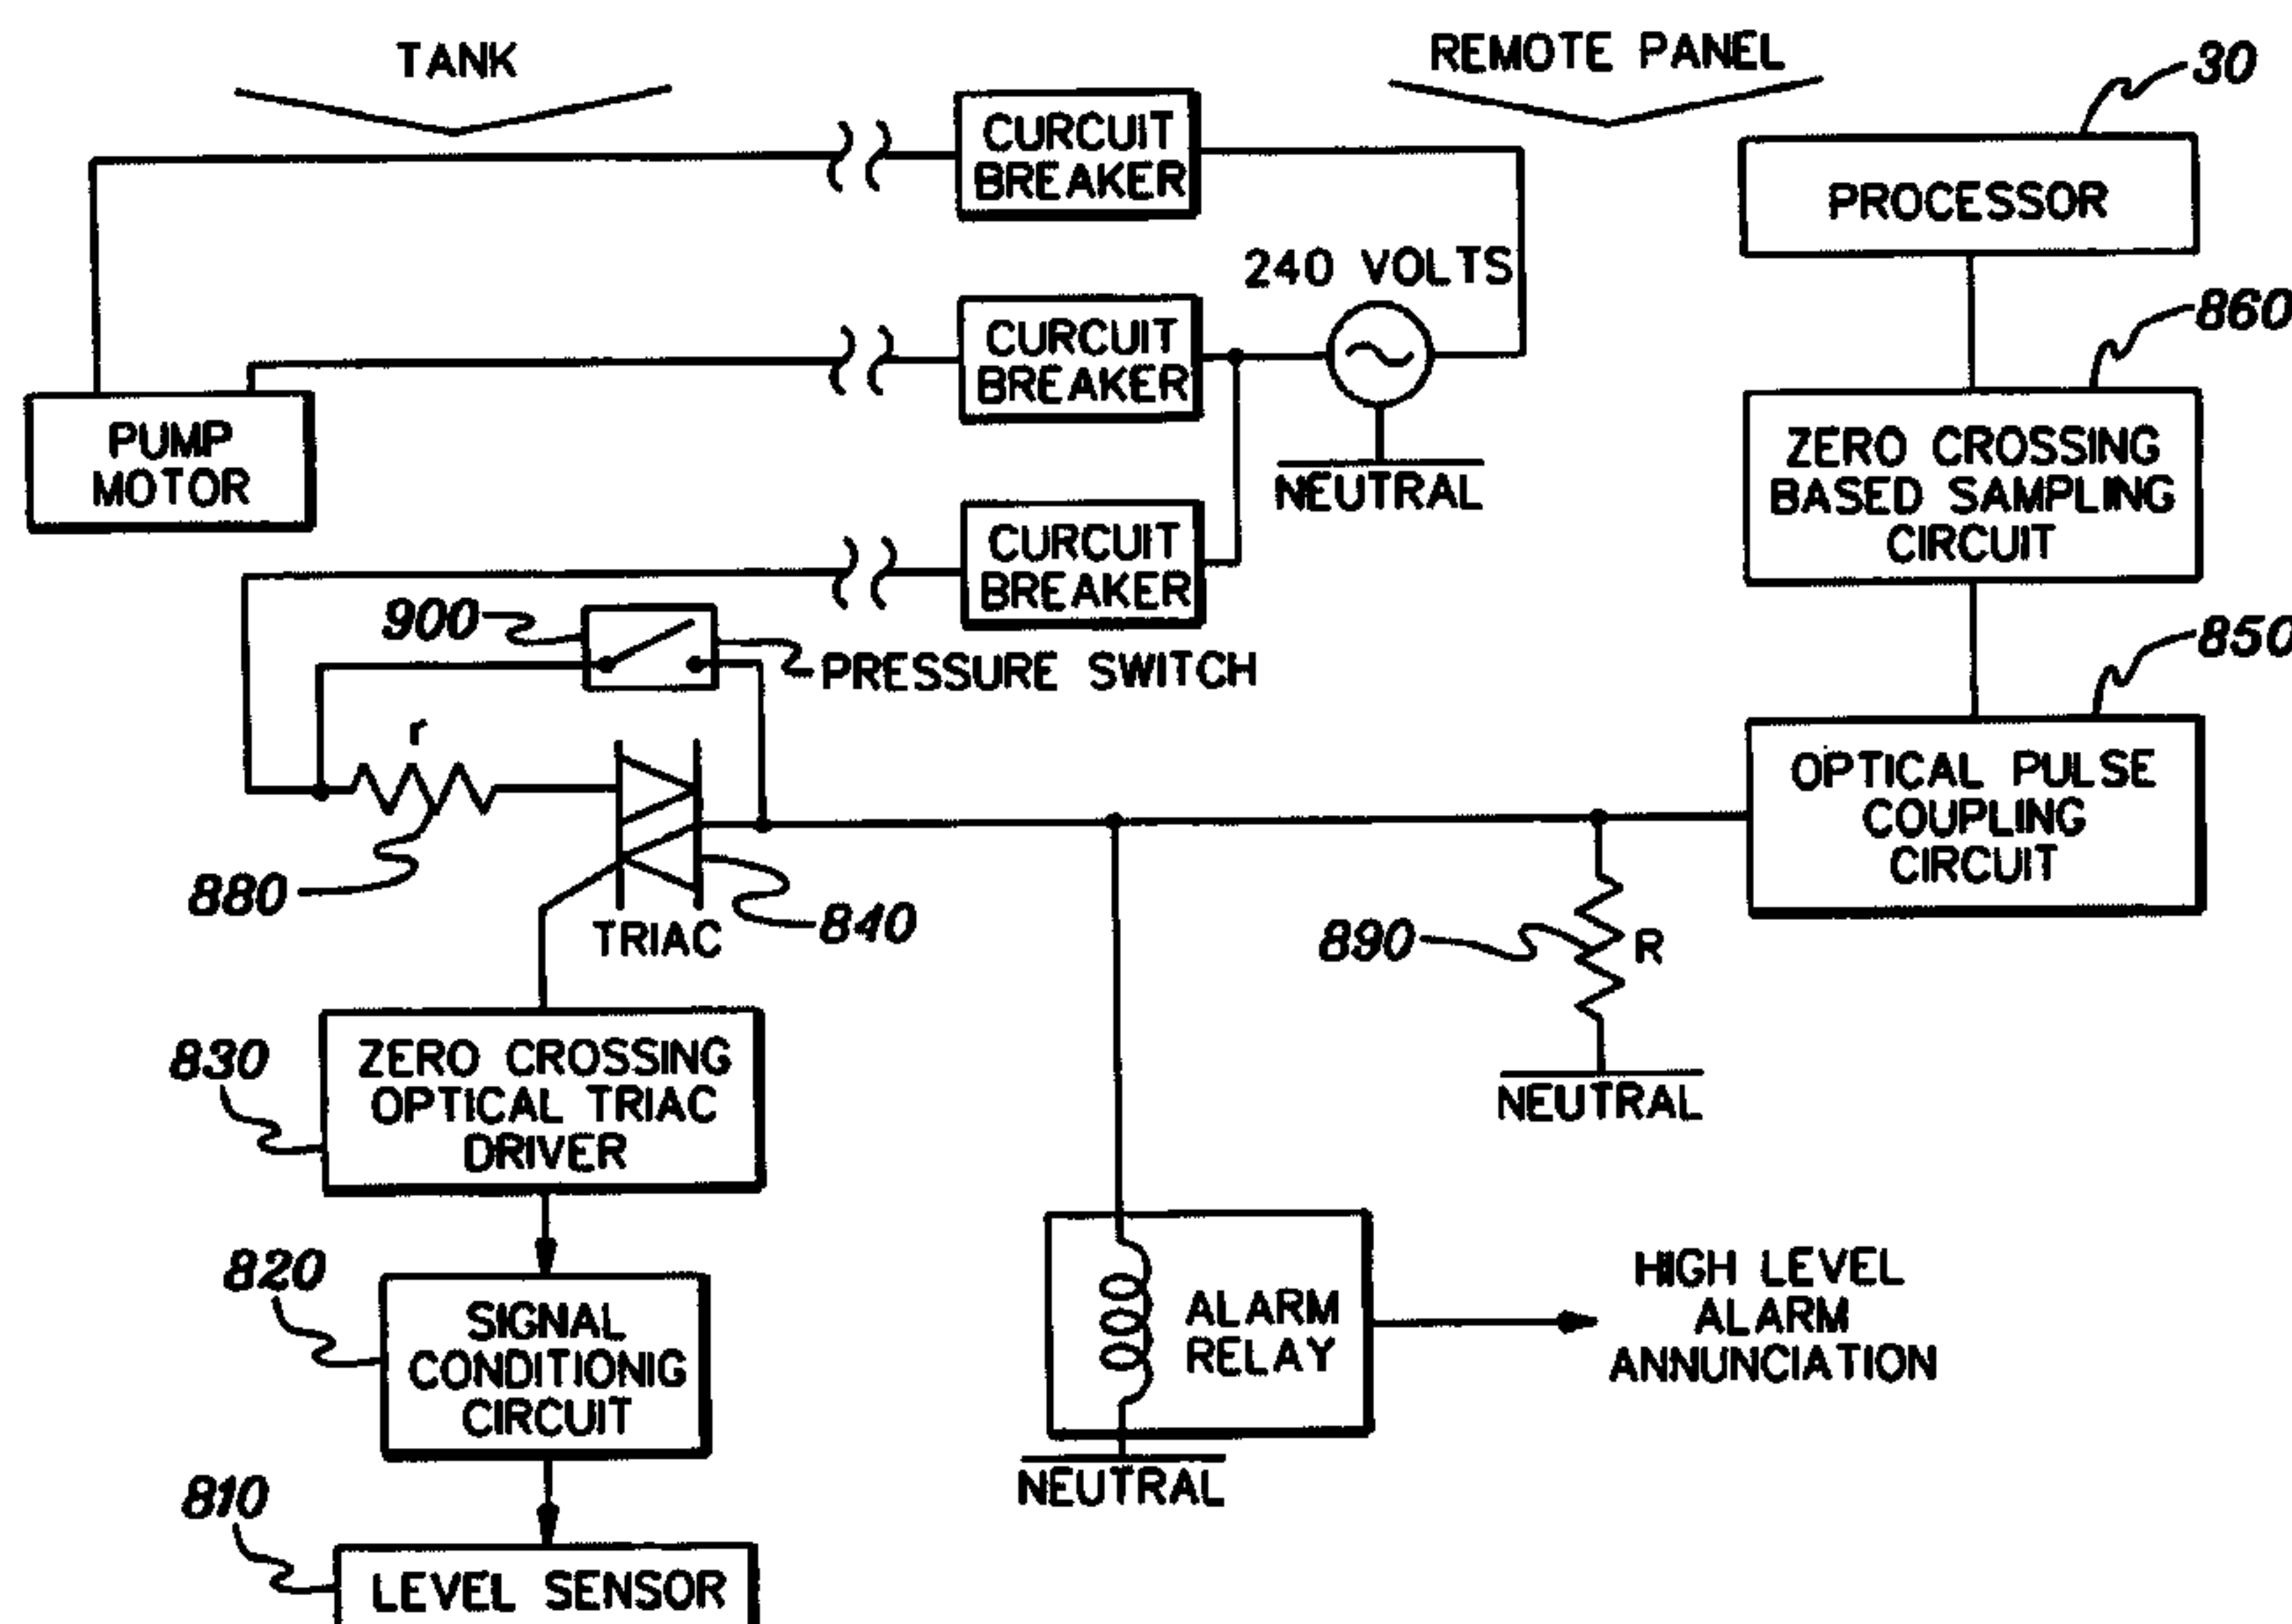 TANK
REMOTE PANEL
30
CURCUIT
BREAKER
PROCESSOR
240 VOLTS
860
CURCUIT
BREAKER
PUMP
MOTOR
NEUTRAL
ZERO CROSSING
BASED SAMPLING
CIRCUIT
CURCUIT
BREAKER
900
PRESSURE SWITCH
850
r
OPTICAL PULSE
COUPLING
CIRCUIT
880
TRIAC
840
890
R
830
ZERO CROSSING
OPTICAL TRIAC
DRIVER
NEUTRAL
820
SIGNAL
CONDITIONIG
CIRCUIT
ALARM
RELAY
HIGH LEVEL
ALARM
ANNUNCIATION
NEUTRAL
810
LEVEL SENSOR